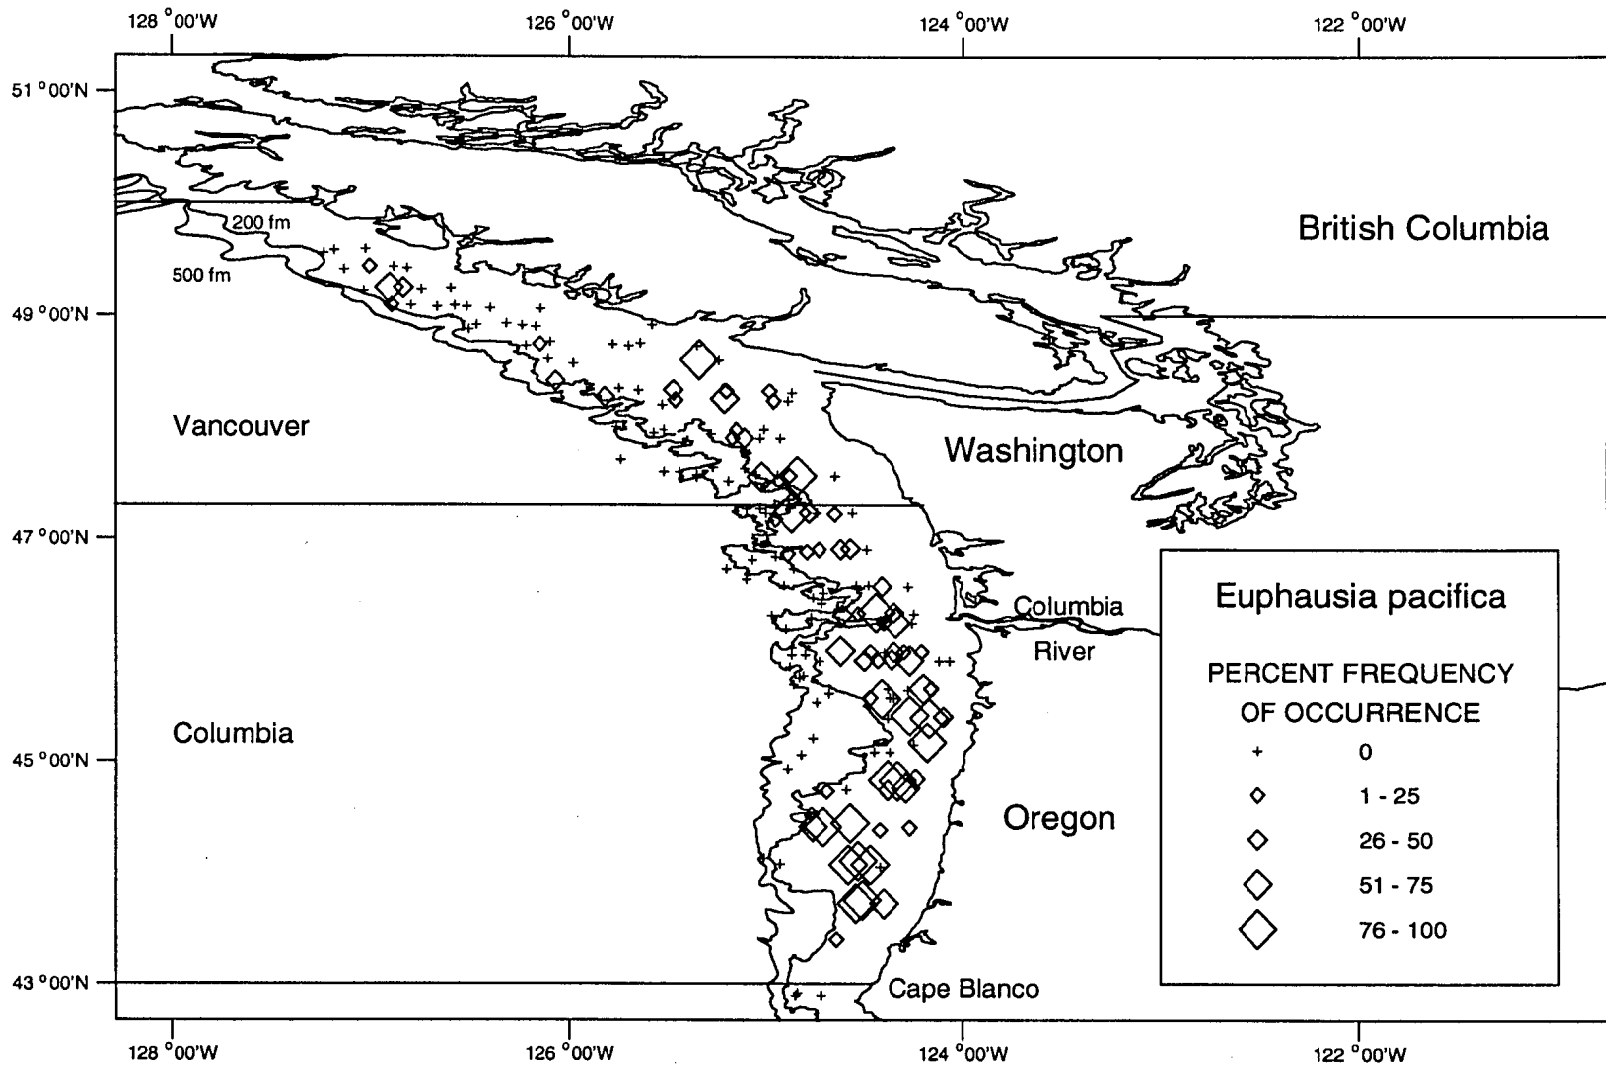 128 °00'W 126 °00'W 124 °00'W 122 °00'W
51 °00'N
200 fm
British Columbia
500 fm
49 °00'N
Vancouver
Washington
47 °00'N
Euphausia pacifica
Columbia
River
PERCENT FREQUENCY
OF OCCURRENCE
Columbia
0
45 °00'N
1 - 25
Oregon
26 - 50
51 - 75
76 - 100
43 °00'N
Cape Blanco
128 °00'W 126 °00'W 124 °00'W 122 °00'W